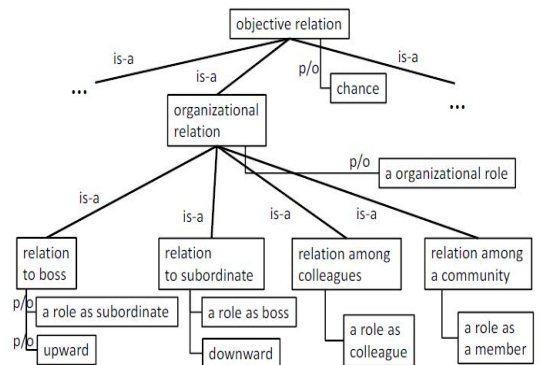 objective relation
is-a
is-a
is-a
p/o
chance
...
...
organizational
relation
p/o
a organizational role
is-a
is-a
is-a
is-a
relation
to boss
relation
to subordinate
relation among
colleagues
relation among
a community
p/o
a role as subordinate
p/o
upward
a role as boss
downward
a role as
colleague
a role as
a member